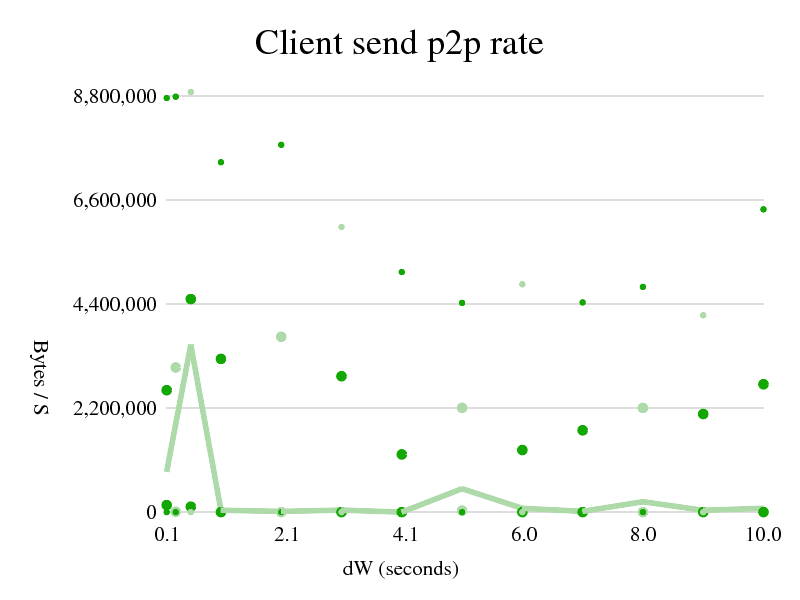 Client send p2p rate
8,800,000
6,600,000
4,400,000
2,200,000
0
Bytes / S
0.1 2.1 4.1 6.0 8.0 10.0
dW (seconds)